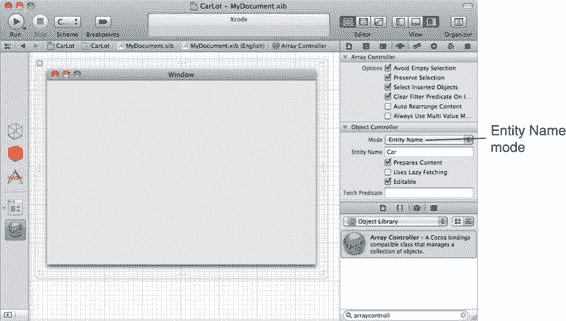 CarLot - MyDocument.xib
Xcode
Run
Stop
Scheme
Breakpoints
Editor
View
Organizer
CarLot
CarLot
MyDocument.xib
MyDocument.xib (English)
Array Controller
Array Controller
Options
Avoid Empty Selection
Preserve Selection
Select Inserted Objects
Clear Filter Predicate On I...
Auto Rearrange Content
Always Use Multi Value M...
Object Controller
Mode
Entity Name
Entity Name
Car
Prepares Content
Uses Lazy Fetching
Editable
Fetch Predicate
Window
Entity Name
mode
Object Library
Array Controller - A Cocoa bindings
compatible class that manages a
collection of objects.
arraycontroll